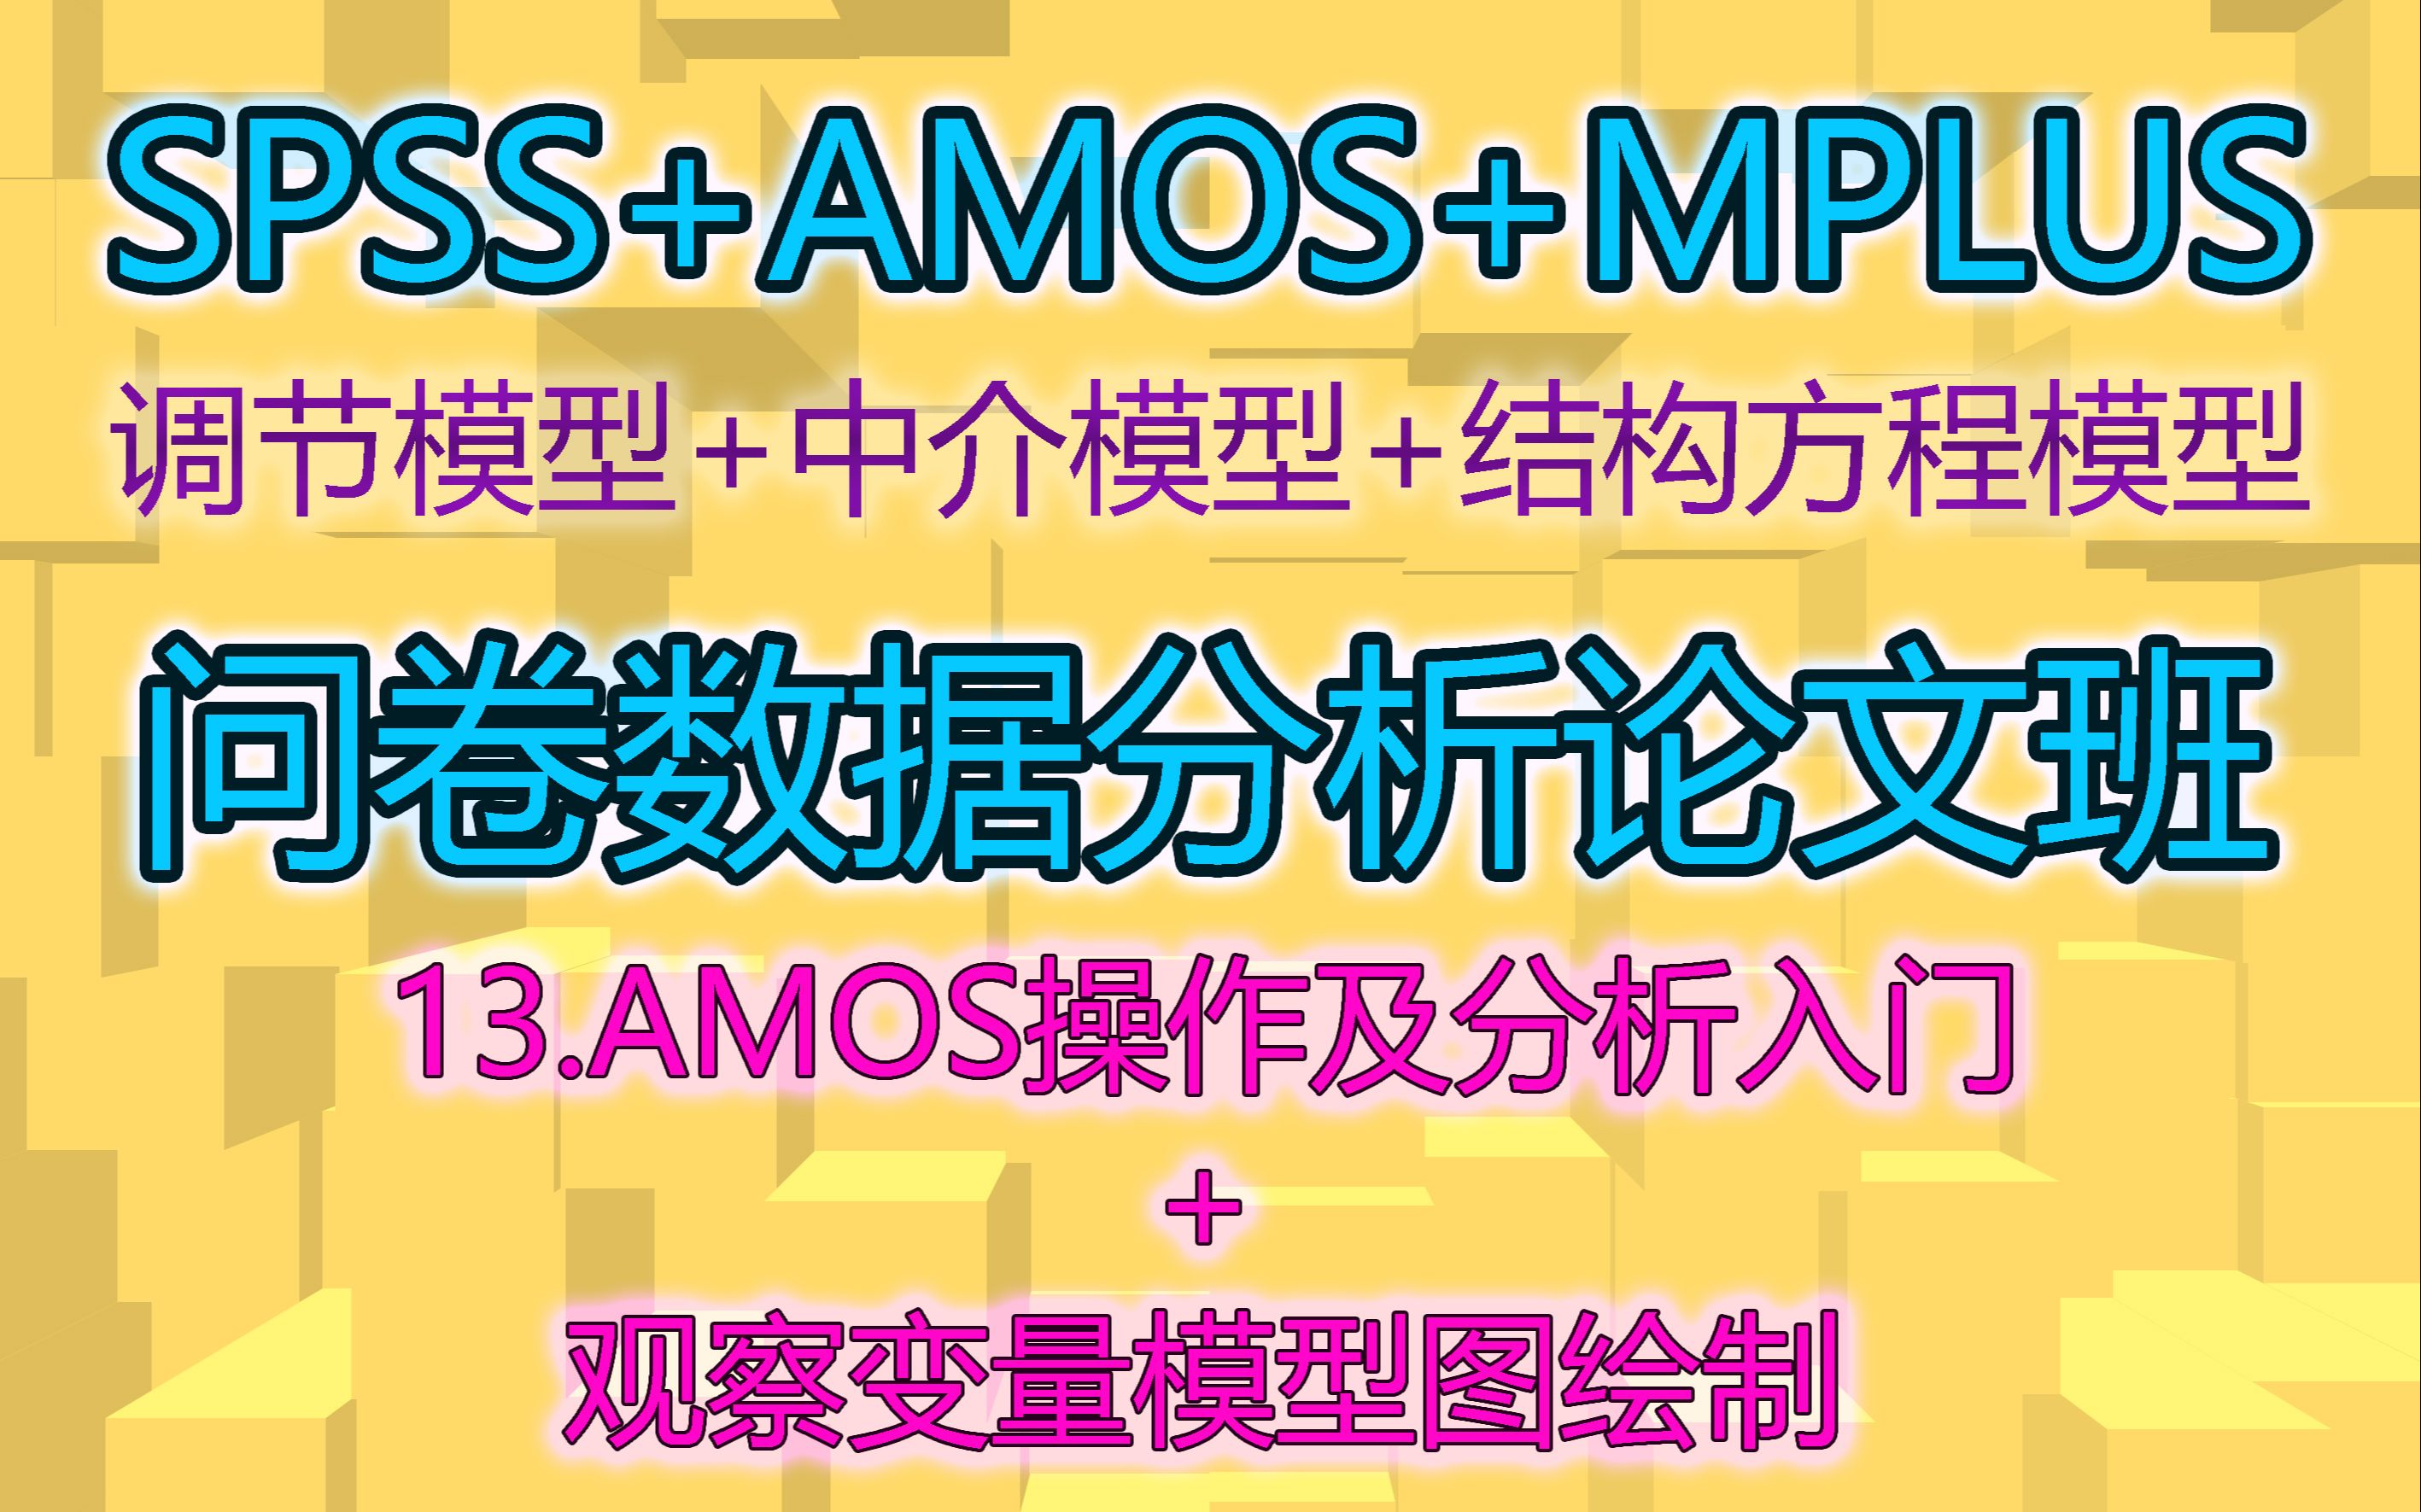 SPSS+AMOS+MPLUS
调节模型+中介模型+结构方程模型
问卷数据分析论文班
13.AMOS操作及分析入门
+
观察变量模型图绘制